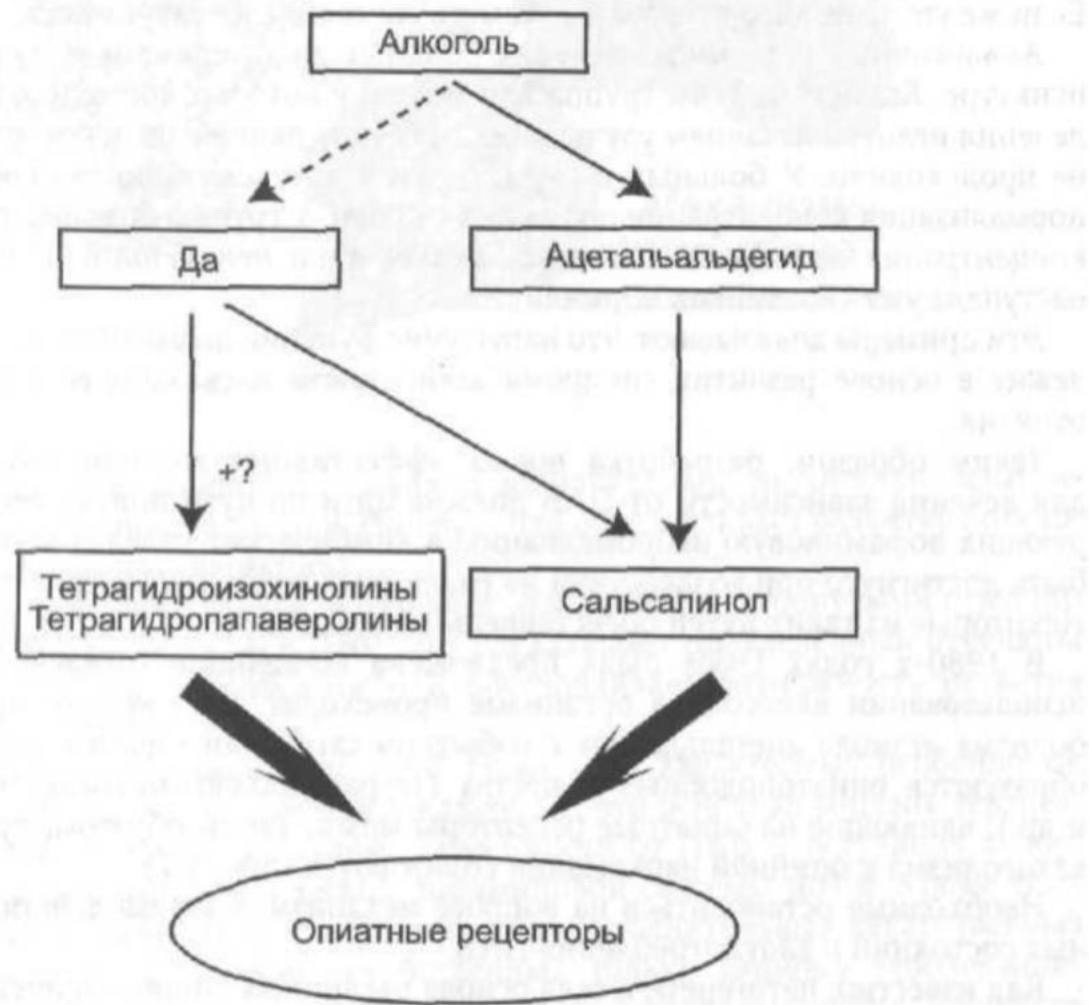 Алкоголь
Да
Ацетальальдегид
+?
Тетрагидроизохинолины
Тетрагидропапаверолины
Сальсалинол
Опиатные рецепторы